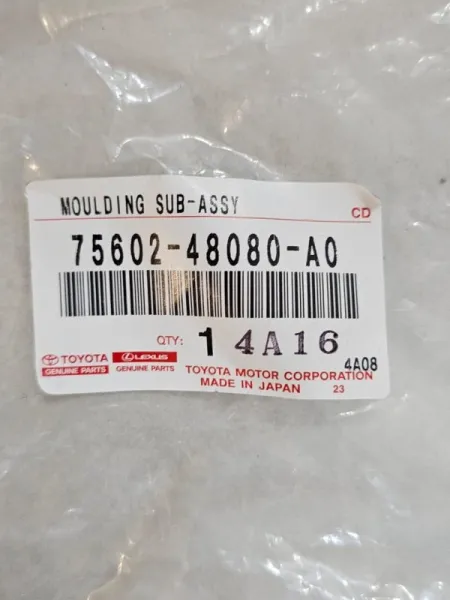 MOULDING SUB-ASSY
CD
75602-48080-A0
QTY: 1 4A16
TOYOTA LEXUS 4A08
GENUINE PARTS GENUINE PARTS TOYOTA MOTOR CORPORATION
MADE IN JAPAN 23